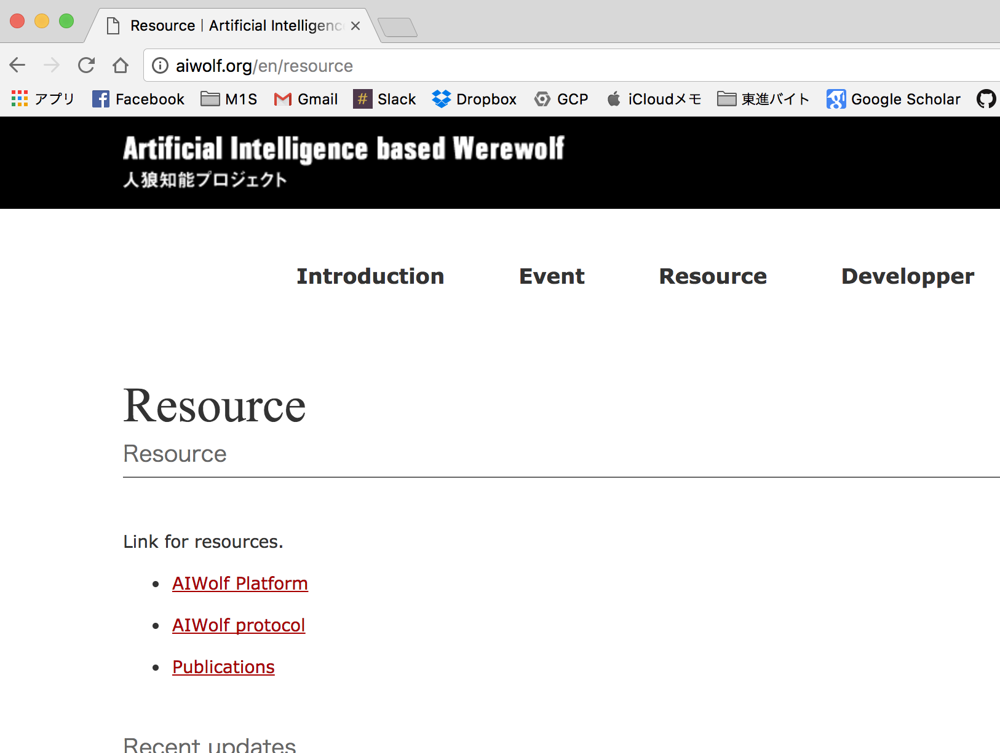 Resource | Artificial Intelligenc
aiwolf.org/en/resource
アプリ Facebook M1S Gmail # Slack Dropbox GCP iCloudメモ 東進バイト Google Scholar
Artificial Intelligence based Werewolf
人狼知能プロジェクト
Introduction Event Resource Developper
Resource
Resource
Link for resources.
• AIWolf Platform
• AIWolf protocol
• Publications
Recent updates